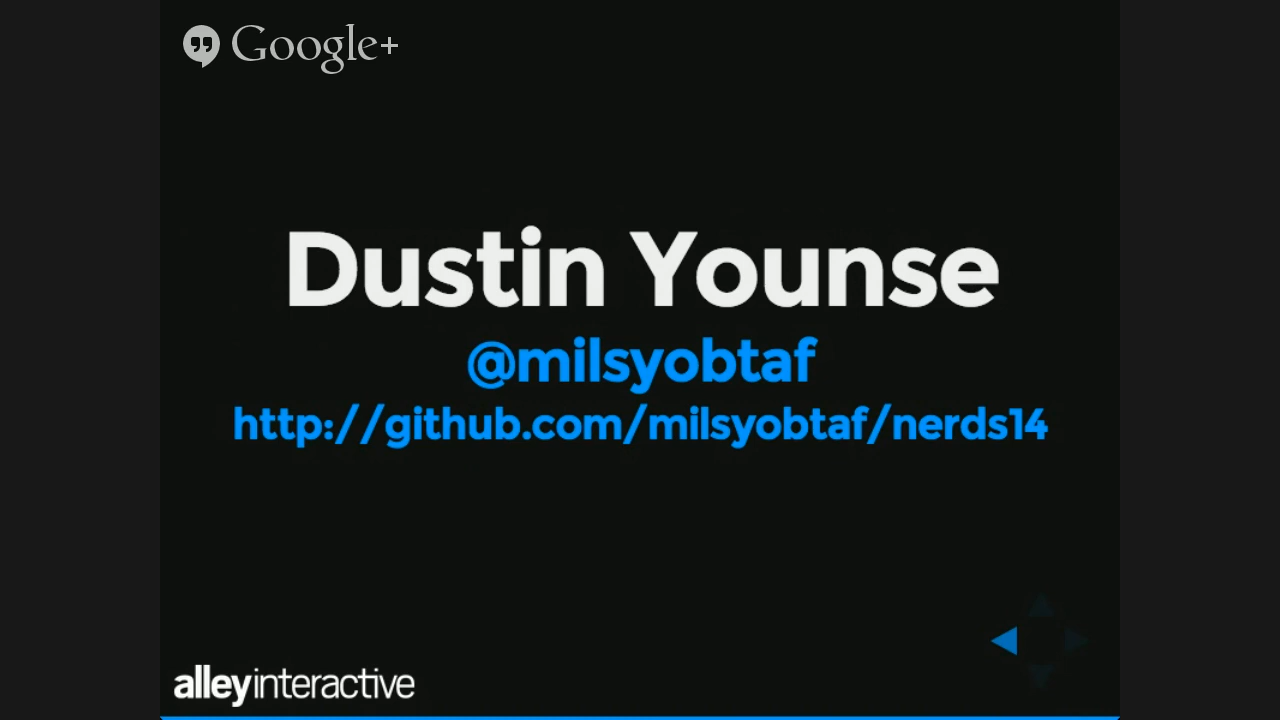 Google+
Dustin Younse
@milsyobtaf
http://github.com/milsyobtaf/nerds14
alleyinteractive